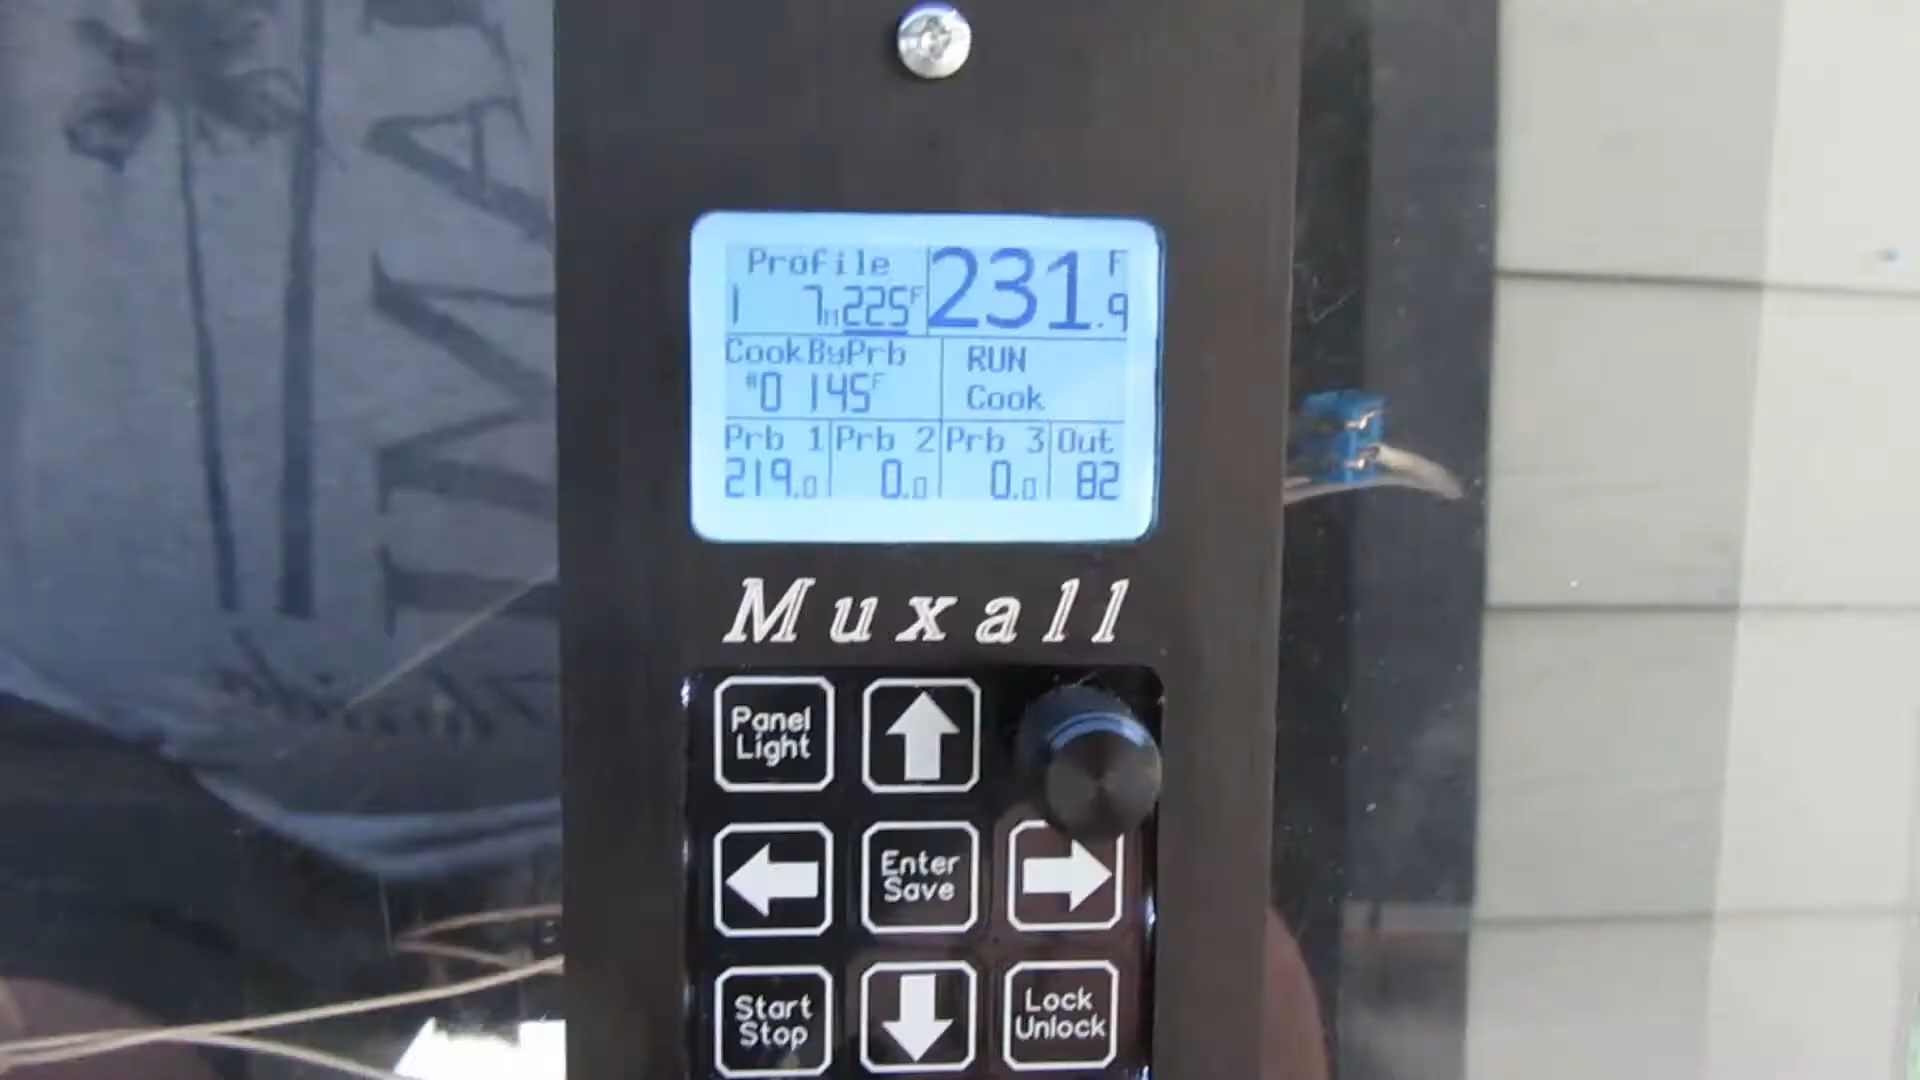 Profile
1 7H 225F
231.9 F
CookByPrb
#0 145F
RUN
Cook
Prb 1 Prb 2 Prb 3 Out
219.0 0.0 0.0 82
Muxall
Panel
Light
Enter
Save
Start
Stop
Lock
Unlock